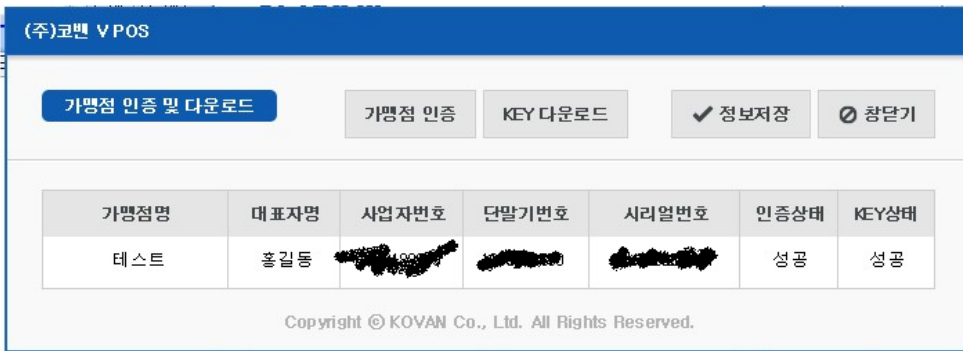 (주)코밴 VPOS
가맹점 인증 및 다운로드 가맹점 인증 KEY 다운로드 정보저장 창닫기
가맹점명 대표자명 사업자번호 단말기번호 시리얼번호 인증상태 KEY상태
테스트 홍길동 성공 성공
Copyright © KOVAN Co., Ltd. All Rights Reserved.